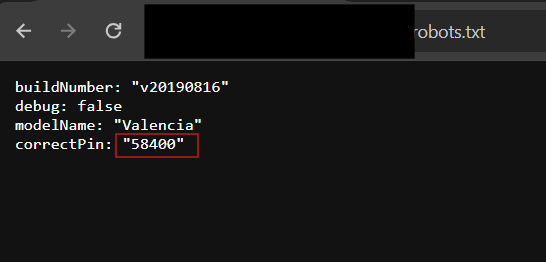 robots.txt
buildNumber: "v20190816"
debug: false
modelName: "Valencia"
correctPin: "58400"